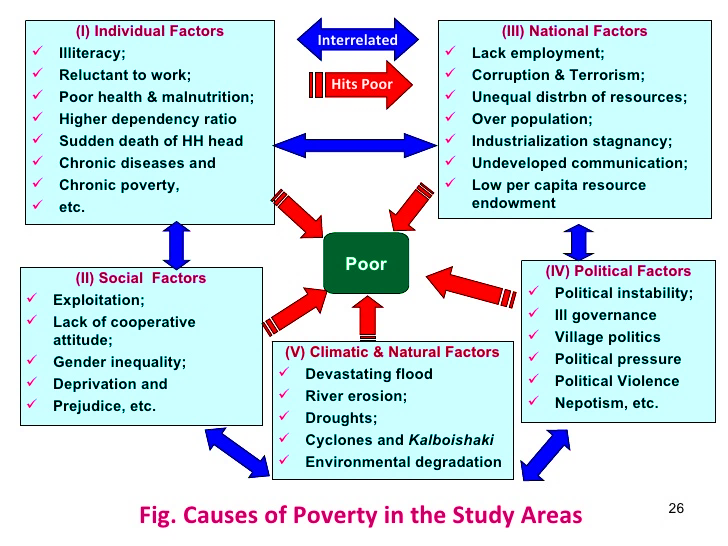 (I) Individual Factors
Illiteracy;
Reluctant to work;
Poor health & malnutrition;
Higher dependency ratio
Sudden death of HH head
Chronic diseases and
Chronic poverty,
etc.
Interrelated
Hits Poor
(III) National Factors
Lack employment;
Corruption & Terrorism;
Unequal distrbn of resources;
Over population;
Industrialization stagnancy;
Undeveloped communication;
Low per capita resource
endowment
Poor
(II) Social Factors
Exploitation;
Lack of cooperative
attitude;
Gender inequality;
Deprivation and
Prejudice, etc.
(IV) Political Factors
Political instability;
Ill governance
Village politics
Political pressure
Political Violence
Nepotism, etc.
(V) Climatic & Natural Factors
Devastating flood
River erosion;
Droughts;
Cyclones and Kalboishaki
Environmental degradation
Fig. Causes of Poverty in the Study Areas
26